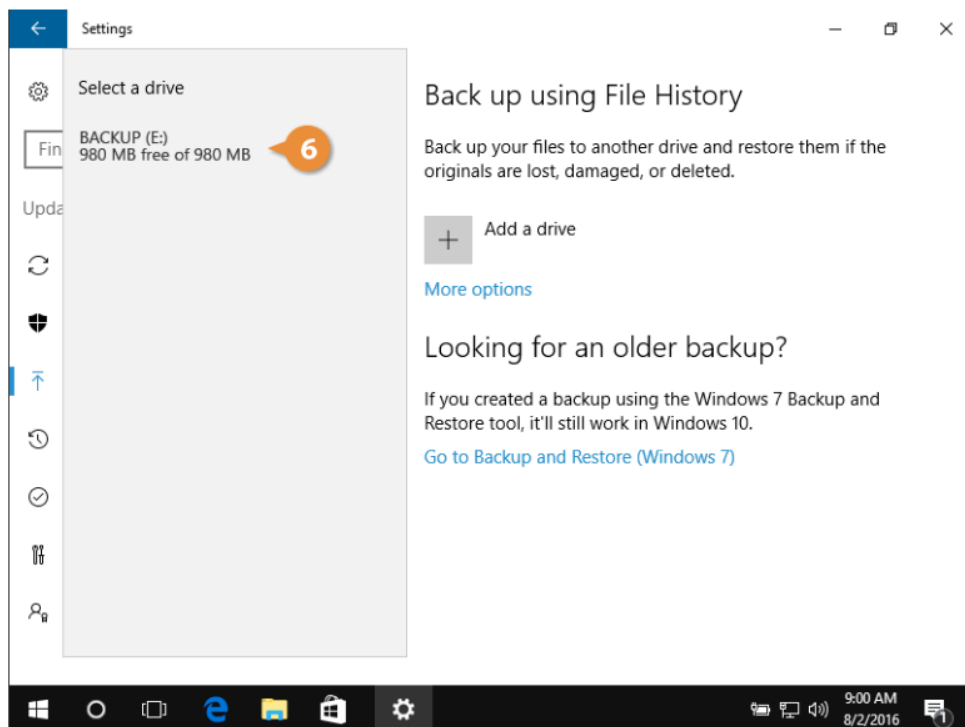 Settings
Select a drive
BACKUP (E:)
980 MB free of 980 MB
6
Fin
Upda
Back up using File History
Back up your files to another drive and restore them if the
originals are lost, damaged, or deleted.
Add a drive
More options
Looking for an older backup?
If you created a backup using the Windows 7 Backup and
Restore tool, it'll still work in Windows 10.
Go to Backup and Restore (Windows 7)
9:00 AM
8/2/2016
1